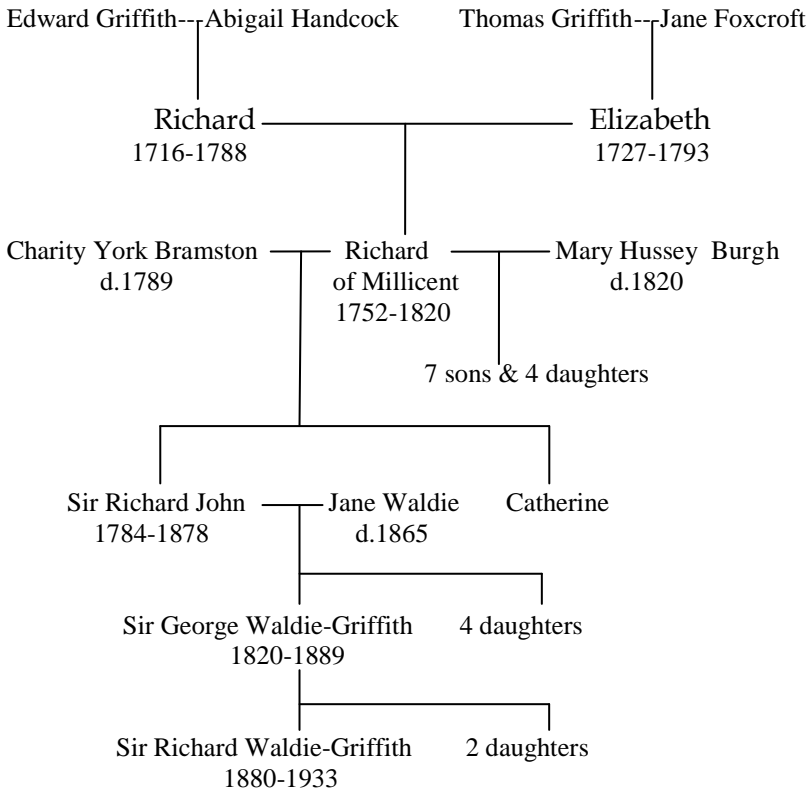 Edward Griffith---Abigail Handcock Thomas Griffith---Jane Foxcroft
Richard Elizabeth
1716-1788 1727-1793
Charity York Bramston Richard Mary Hussey Burgh
d.1789 of Millicent d.1820
1752-1820
7 sons & 4 daughters
Sir Richard John Jane Waldie Catherine
1784-1878 d.1865
Sir George Waldie-Griffith 4 daughters
1820-1889
Sir Richard Waldie-Griffith 2 daughters
1880-1933